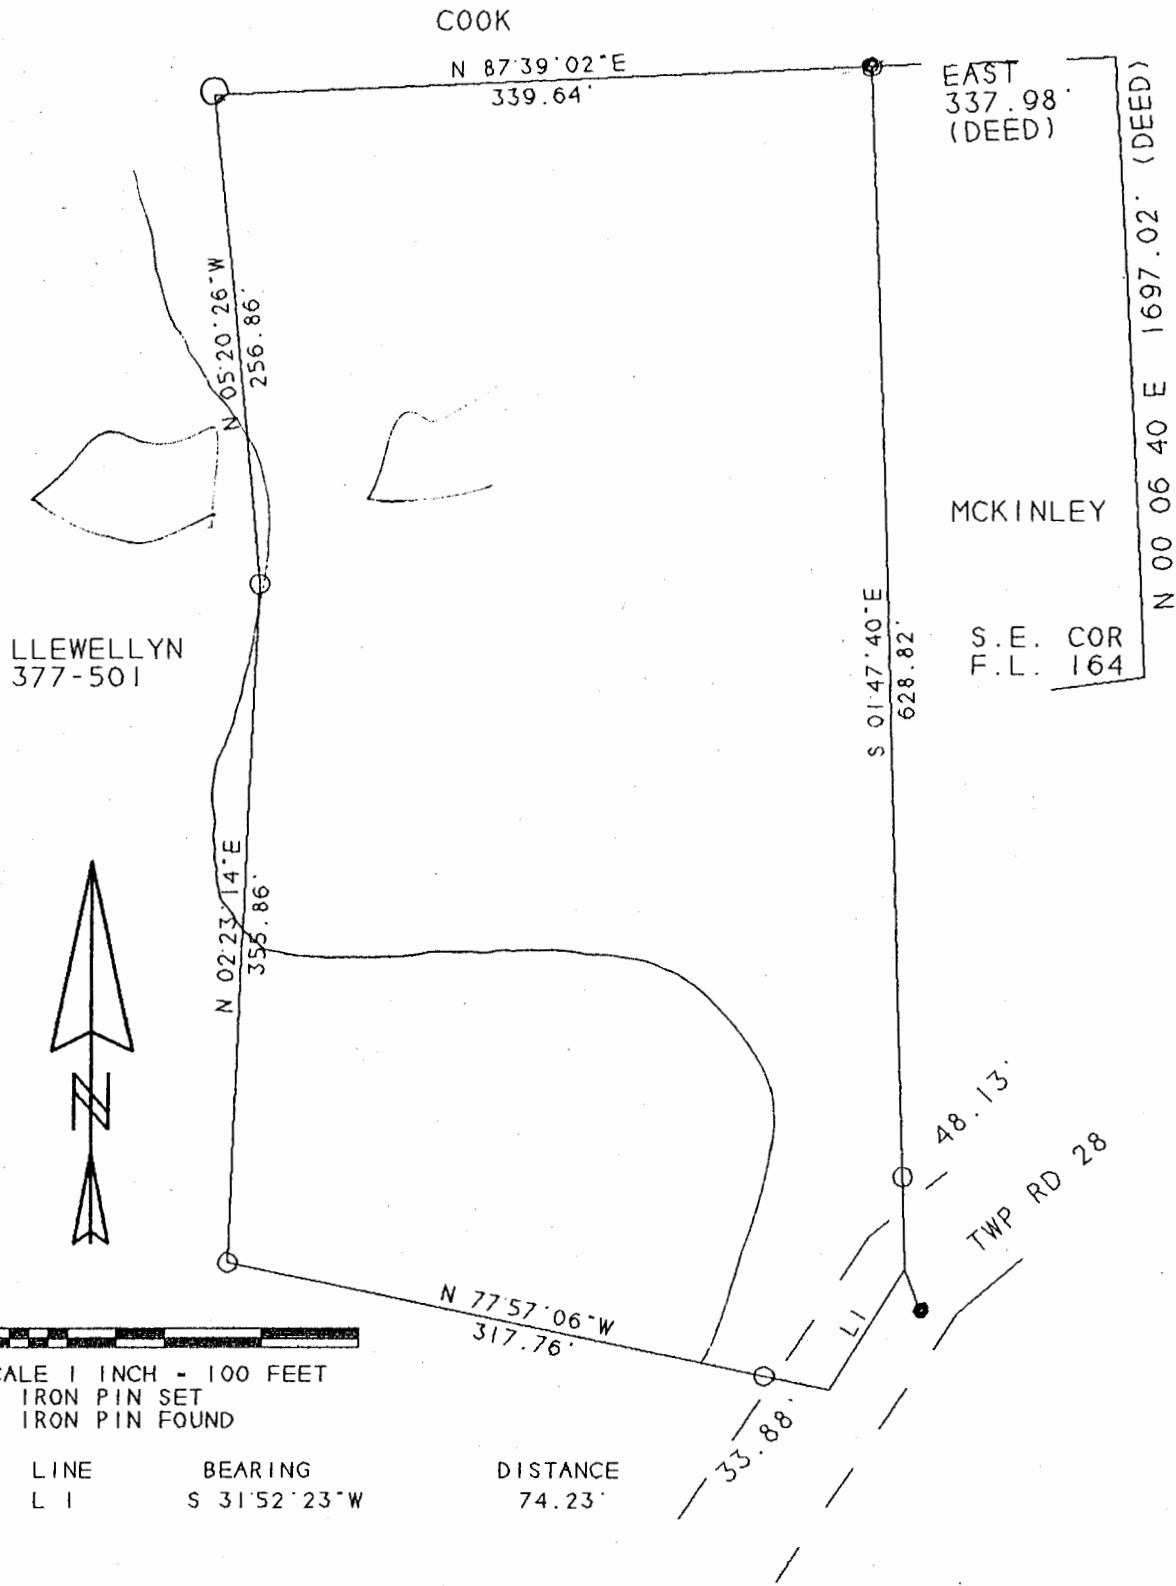 COOK
N 87°39'02"E
339.64'
EAST
337.98'
(DEED)
N 00 06 40 E 1697.02' (DEED)
N 05°20'26"W
256.86'
MCKINLEY
S.E. COR
F.L. 164
S 01°47'40"E
628.82'
LLEWELLYN
377-501
N 02°23'14"E
355.86'
N
48.13'
TWP RD 28
L1
N 77°57'06"W
317.76'
33.88'
CALE 1 INCH = 100 FEET
IRON PIN SET
IRON PIN FOUND
LINE BEARING DISTANCE
L 1 S 31°52'23"W 74.23'